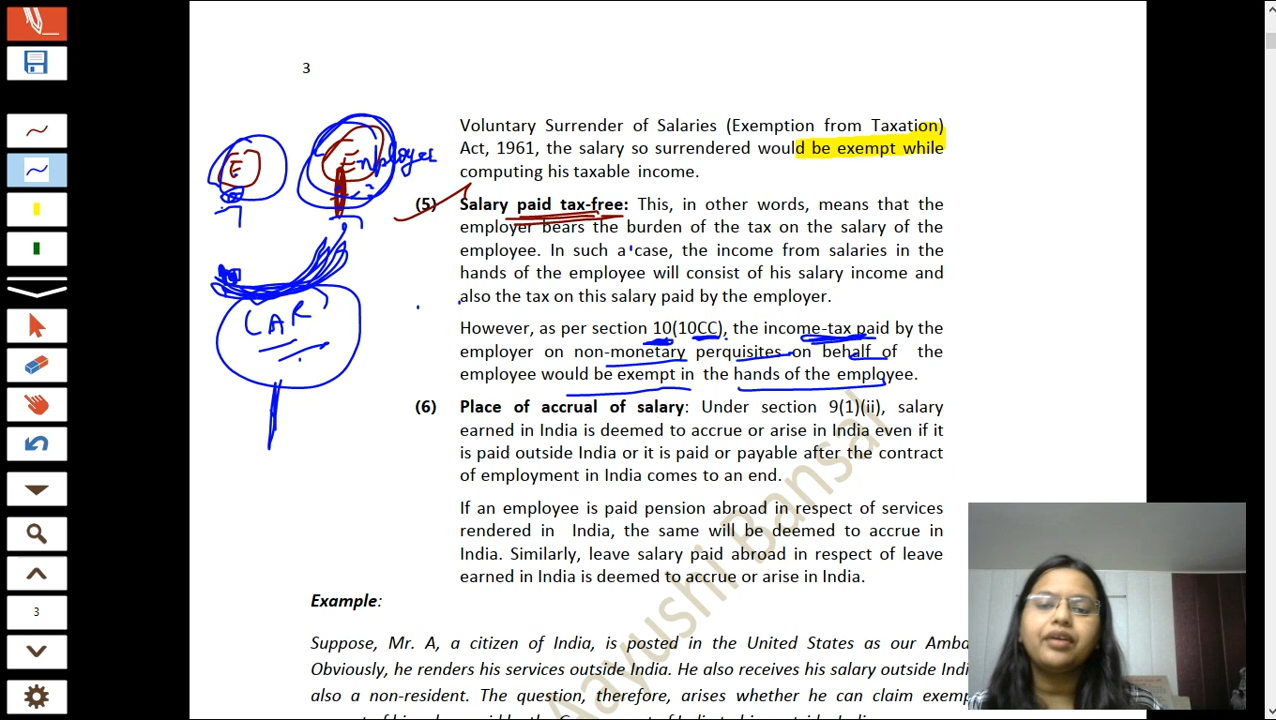 3
Voluntary Surrender of Salaries (Exemption from Taxation)
Act, 1961, the salary so surrendered would be exempt while
computing his taxable income.
(5) Salary paid tax-free: This, in other words, means that the
employer bears the burden of the tax on the salary of the
employee. In such a case, the income from salaries in the
hands of the employee will consist of his salary income and
also the tax on this salary paid by the employer.
However, as per section 10(10CC), the income-tax paid by the
employer on non-monetary perquisites on behalf of the
employee would be exempt in the hands of the employee.
(6) Place of accrual of salary: Under section 9(1)(ii), salary
earned in India is deemed to accrue or arise in India even if it
is paid outside India or it is paid or payable after the contract
of employment in India comes to an end.
If an employee is paid pension abroad in respect of services
rendered in India, the same will be deemed to accrue in
India. Similarly, leave salary paid abroad in respect of leave
earned in India is deemed to accrue or arise in India.
Example:
Suppose, Mr. A, a citizen of India, is posted in the United States as our Amba
Obviously, he renders his services outside India. He also receives his salary outside Indi
also a non-resident. The question, therefore, arises whether he can claim exemp
E
E
CAR
3
Aayushi Bansal